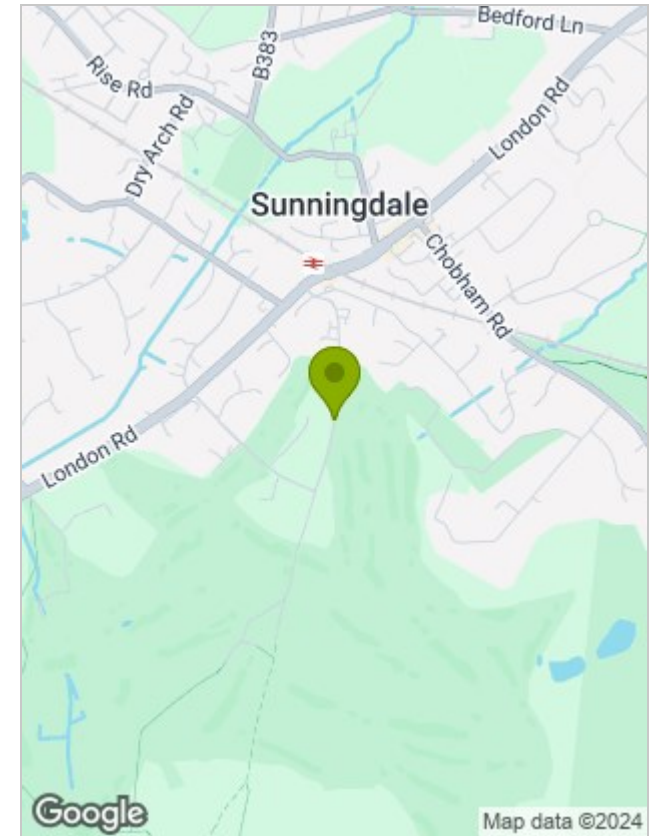 Bedford Ln
B383
Rise Rd
London Rd
Dry Arch Rd
Sunningdale
Chobham Rd
London Rd
Google
Map data ©2024